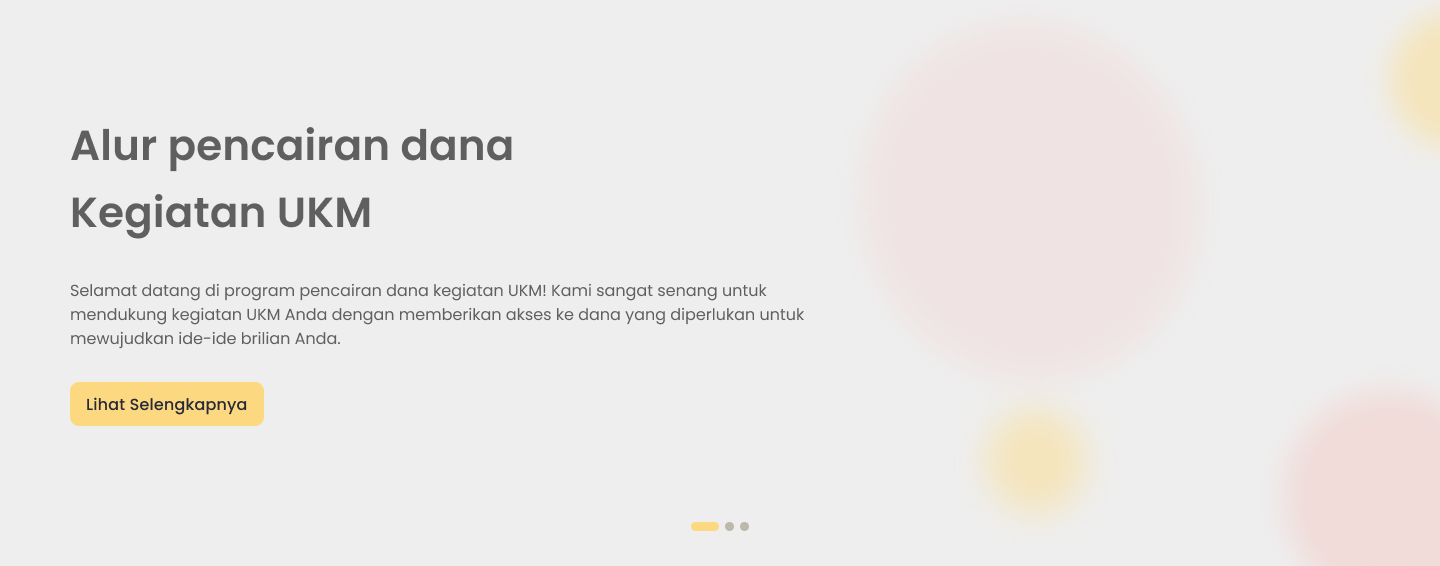 Alur pencairan dana
Kegiatan UKM
Selamat datang di program pencairan dana kegiatan UKM! Kami sangat senang untuk
mendukung kegiatan UKM Anda dengan memberikan akses ke dana yang diperlukan untuk
mewujudkan ide-ide brilian Anda.
Lihat Selengkapnya